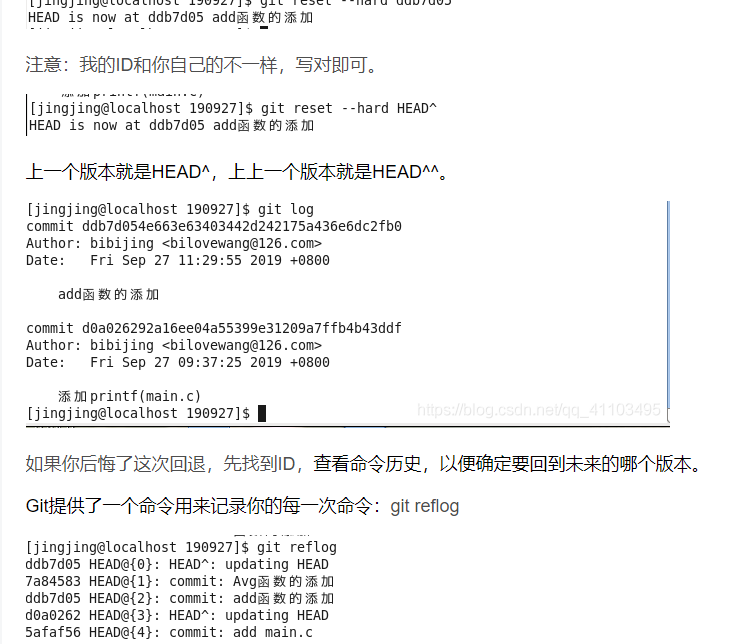 [jingjing@localhost 190927]$ git reset --hard ddb7d05
HEAD is now at ddb7d05 add函数的添加
注意：我的ID和你自己的不一样，写对即可。
添加printf(main.c)
[jingjing@localhost 190927]$ git reset --hard HEAD^
HEAD is now at ddb7d05 add函数的添加
上一个版本就是HEAD^，上上一个版本就是HEAD^^。
[jingjing@localhost 190927]$ git log
commit ddb7d054e663e63403442d242175a436e6dc2fb0
Author: bibijing <bilovewang@126.com>
Date:   Fri Sep 27 11:29:55 2019 +0800
add函数的添加
commit d0a026292a16ee04a55399e31209a7ffb4b43ddf
Author: bibijing <bilovewang@126.com>
Date:   Fri Sep 27 09:37:25 2019 +0800
添加printf(main.c)
[jingjing@localhost 190927]$
https://blog.csdn.net/qq_41103495
如果你后悔了这次回退，先找到ID，查看命令历史，以便确定要回到未来的哪个版本。
Git提供了一个命令用来记录你的每一次命令：git reflog
[jingjing@localhost 190927]$ git reflog
ddb7d05 HEAD@{0}: HEAD^: updating HEAD
7a84583 HEAD@{1}: commit: Avg函数的添加
ddb7d05 HEAD@{2}: commit: add函数的添加
d0a0262 HEAD@{3}: HEAD^: updating HEAD
5afaf56 HEAD@{4}: commit: add main.c